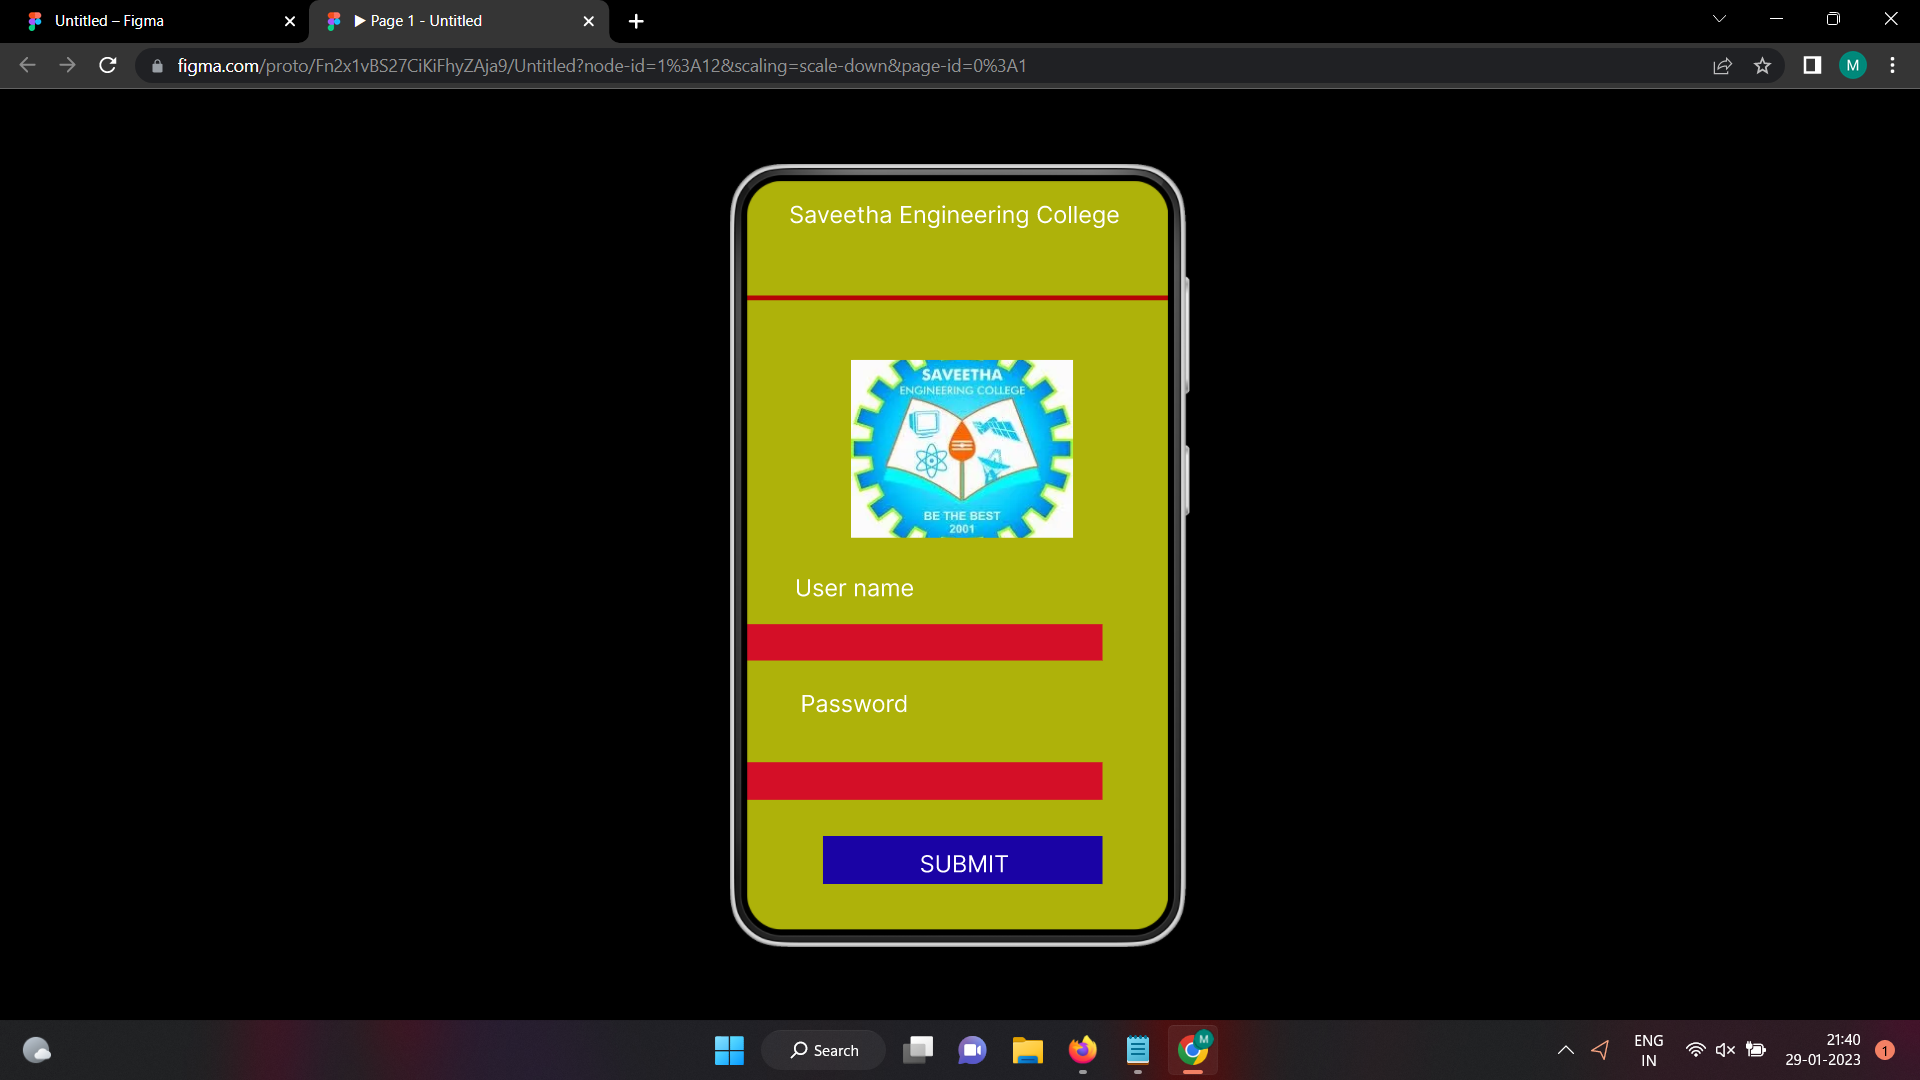 Untitled – Figma
Page 1 - Untitled
figma.com/proto/Fn2x1vBS27CiKiFhyZAja9/Untitled?node-id=1%3A12&scaling=scale-down&page-id=0%3A1
M
Saveetha Engineering College
SAVEETHA
ENGINEERING COLLEGE
BE THE BEST
2001
User name
Password
SUBMIT
Search
M
ENG
IN
21:40
29-01-2023
1